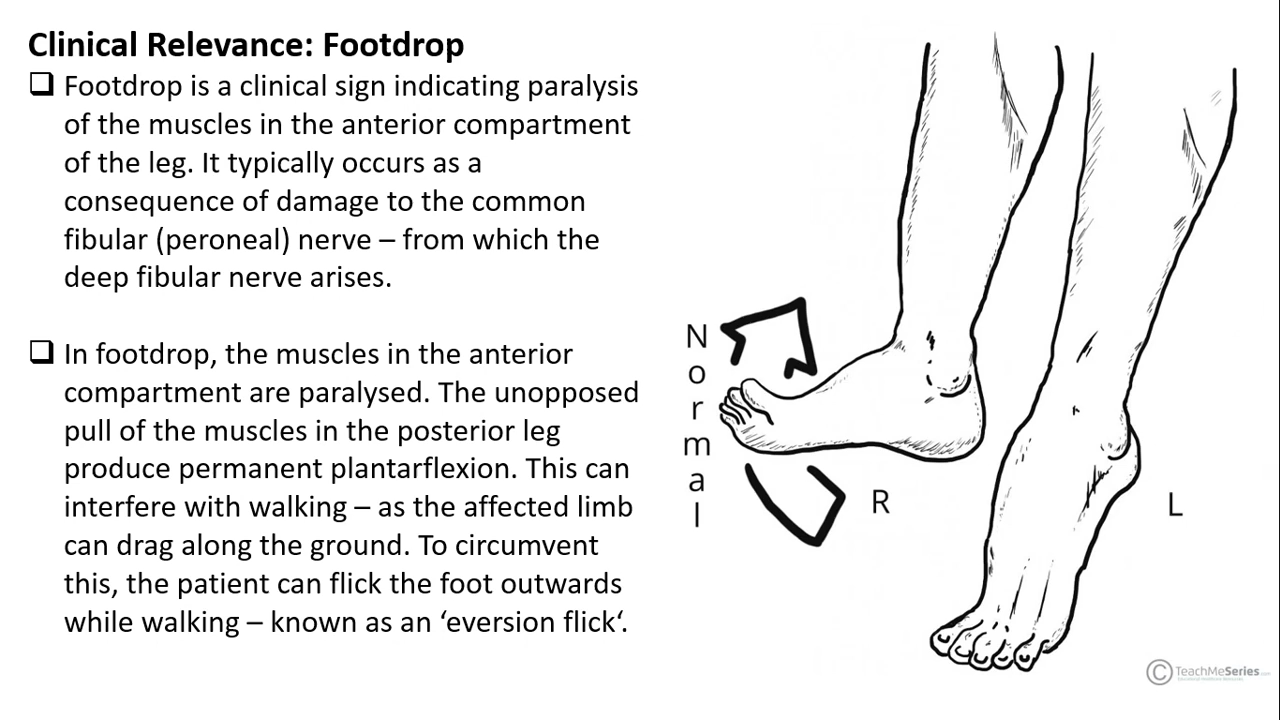 Clinical Relevance: Footdrop
❑ Footdrop is a clinical sign indicating paralysis
of the muscles in the anterior compartment
of the leg. It typically occurs as a
consequence of damage to the common
fibular (peroneal) nerve – from which the
deep fibular nerve arises.
❑ In footdrop, the muscles in the anterior
compartment are paralysed. The unopposed
pull of the muscles in the posterior leg
produce permanent plantarflexion. This can
interfere with walking – as the affected limb
can drag along the ground. To circumvent
this, the patient can flick the foot outwards
while walking – known as an ‘eversion flick‘.
Normal
R
L
© TeachMeSeries